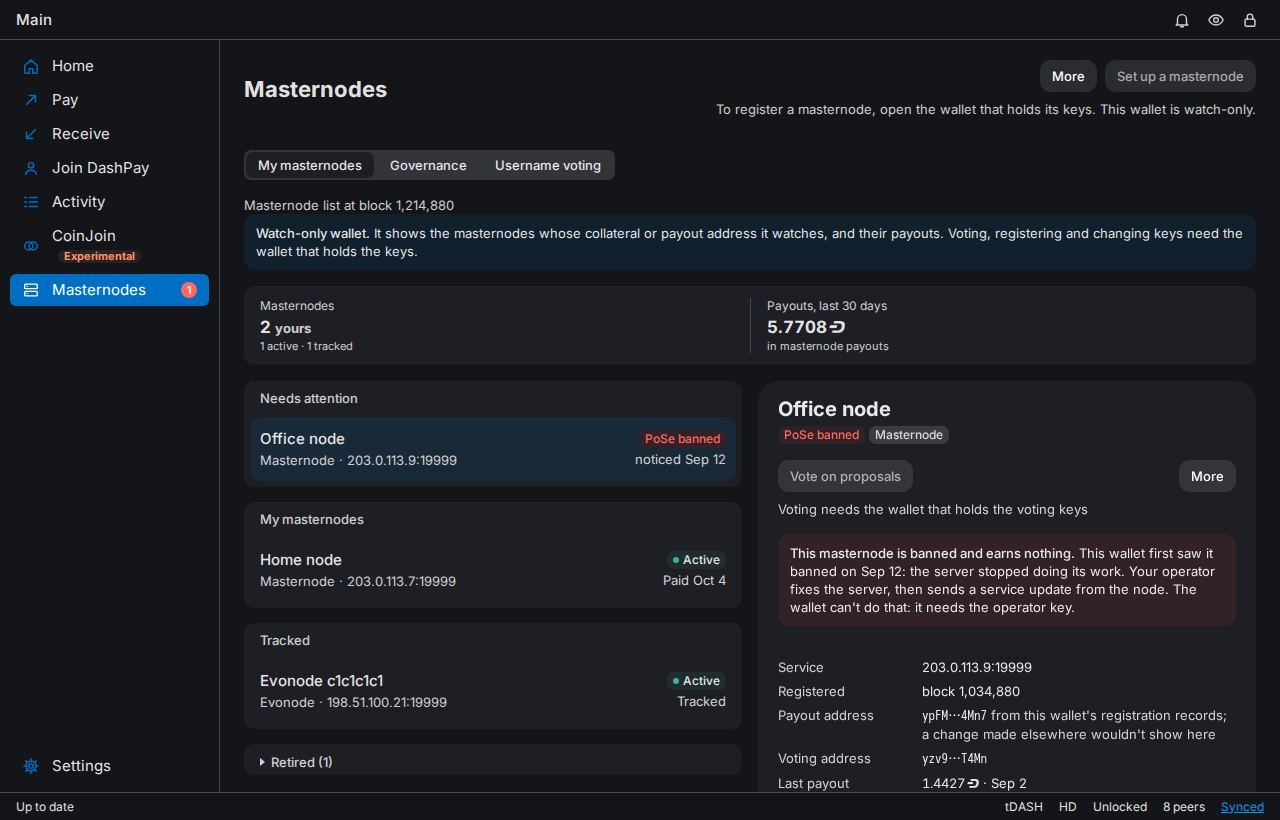 Main
Home
Pay
Receive
Join DashPay
Activity
CoinJoin
Experimental
Masternodes
1
Settings
Masternodes
More
Set up a masternode
To register a masternode, open the wallet that holds its keys. This wallet is watch-only.
My masternodes
Governance
Username voting
Masternode list at block 1,214,880
Watch-only wallet. It shows the masternodes whose collateral or payout address it watches, and their payouts. Voting, registering and changing keys need the
wallet that holds the keys.
Masternodes
2 yours
1 active · 1 tracked
Payouts, last 30 days
5.7708
in masternode payouts
Needs attention
Office node
PoSe banned
Masternode · 203.0.113.9:19999
noticed Sep 12
My masternodes
Home node
Active
Masternode · 203.0.113.7:19999
Paid Oct 4
Tracked
Evonode c1c1c1c1
Active
Evonode · 198.51.100.21:19999
Tracked
Retired (1)
Office node
PoSe banned
Masternode
Vote on proposals
More
Voting needs the wallet that holds the voting keys
This masternode is banned and earns nothing. This wallet first saw it
banned on Sep 12: the server stopped doing its work. Your operator
fixes the server, then sends a service update from the node. The
wallet can't do that: it needs the operator key.
Service
203.0.113.9:19999
Registered
block 1,034,880
Payout address
ypFM···4Mn7 from this wallet's registration records;
a change made elsewhere wouldn't show here
Voting address
yzv9···T4Mn
Last payout
1.4427 · Sep 2
Up to date
tDASH
HD
Unlocked
8 peers
Synced